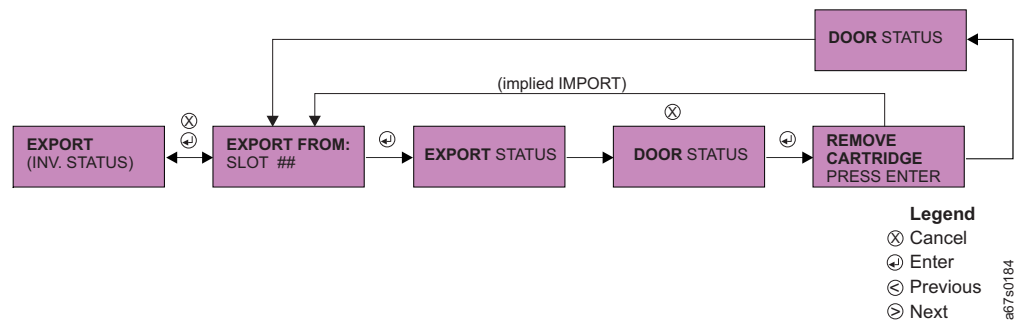 DOOR STATUS
(implied IMPORT)
EXPORT
(INV. STATUS)
EXPORT FROM:
SLOT ##
EXPORT STATUS
DOOR STATUS
REMOVE
CARTRIDGE
PRESS ENTER
Legend
Cancel
Enter
Previous
Next
a67s0184